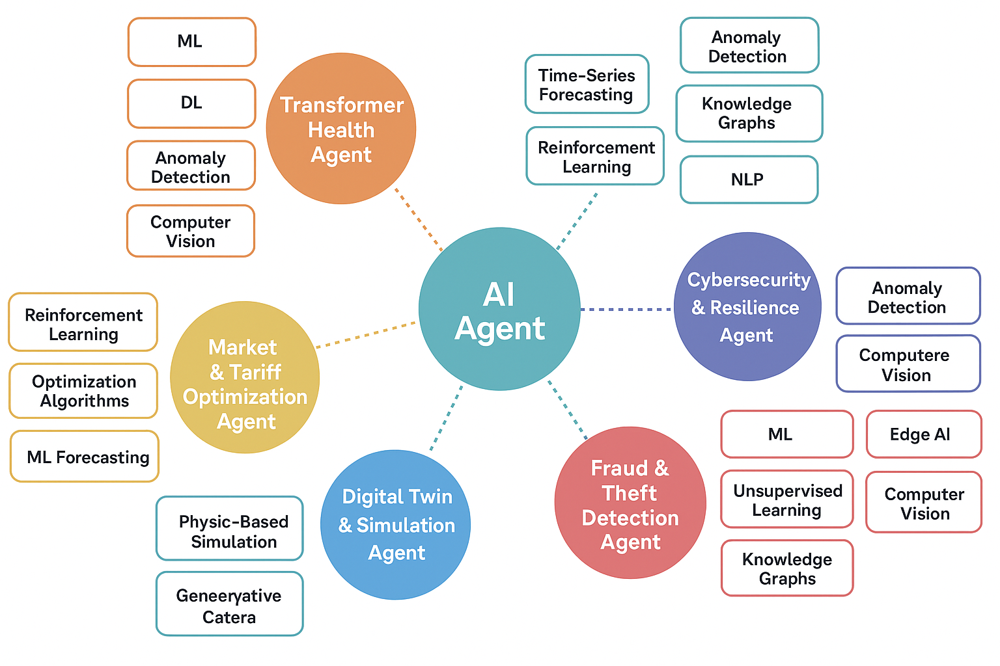 ML
DL
Anomaly
Detection
Computer
Vision
Transformer
Health
Agent
Time-Series
Forecasting
Reinforcement
Learning
Anomaly
Detection
Knowledge
Graphs
NLP
AI
Agent
Cybersecurity
& Resilience
Agent
Anomaly
Detection
Computere
Vision
Reinforcement
Learning
Optimization
Algorithms
ML Forecasting
Market
& Tariff
Optimization
Agent
Physic-Based
Simulation
Geneeryative
Catera
Digital Twin
& Simulation
Agent
Fraud &
Theft
Detection
Agent
ML
Unsupervised
Learning
Knowledge
Graphs
Edge AI
Computer
Vision